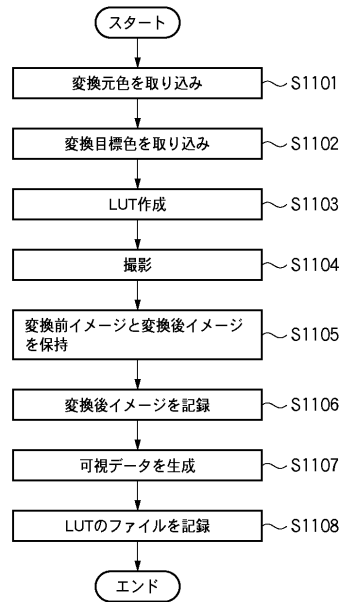 スタート
変換元色を取り込み S1101
変換目標色を取り込み S1102
LUT作成 S1103
撮影 S1104
変換前イメージと変換後イメージ
を保持 S1105
変換後イメージを記録 S1106
可視データを生成 S1107
LUTのファイルを記録 S1108
エンド